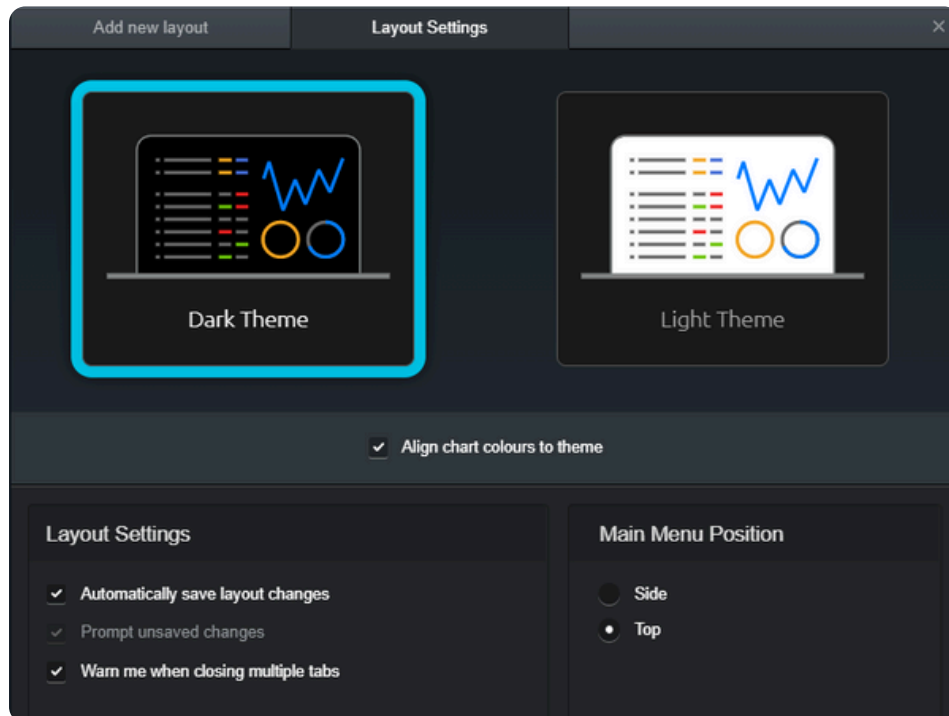 Add new layout
Layout Settings
Dark Theme
Light Theme
Align chart colours to theme
Layout Settings
Automatically save layout changes
Prompt unsaved changes
Warn me when closing multiple tabs
Main Menu Position
Side
Top